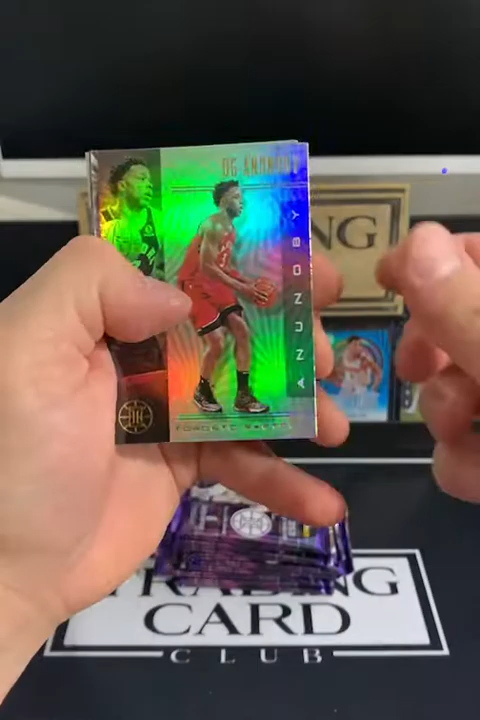 OG ANUNOBY
ANUNOBY
TORONTO RAPTORS
NG
TRADING
CARD
CLUB